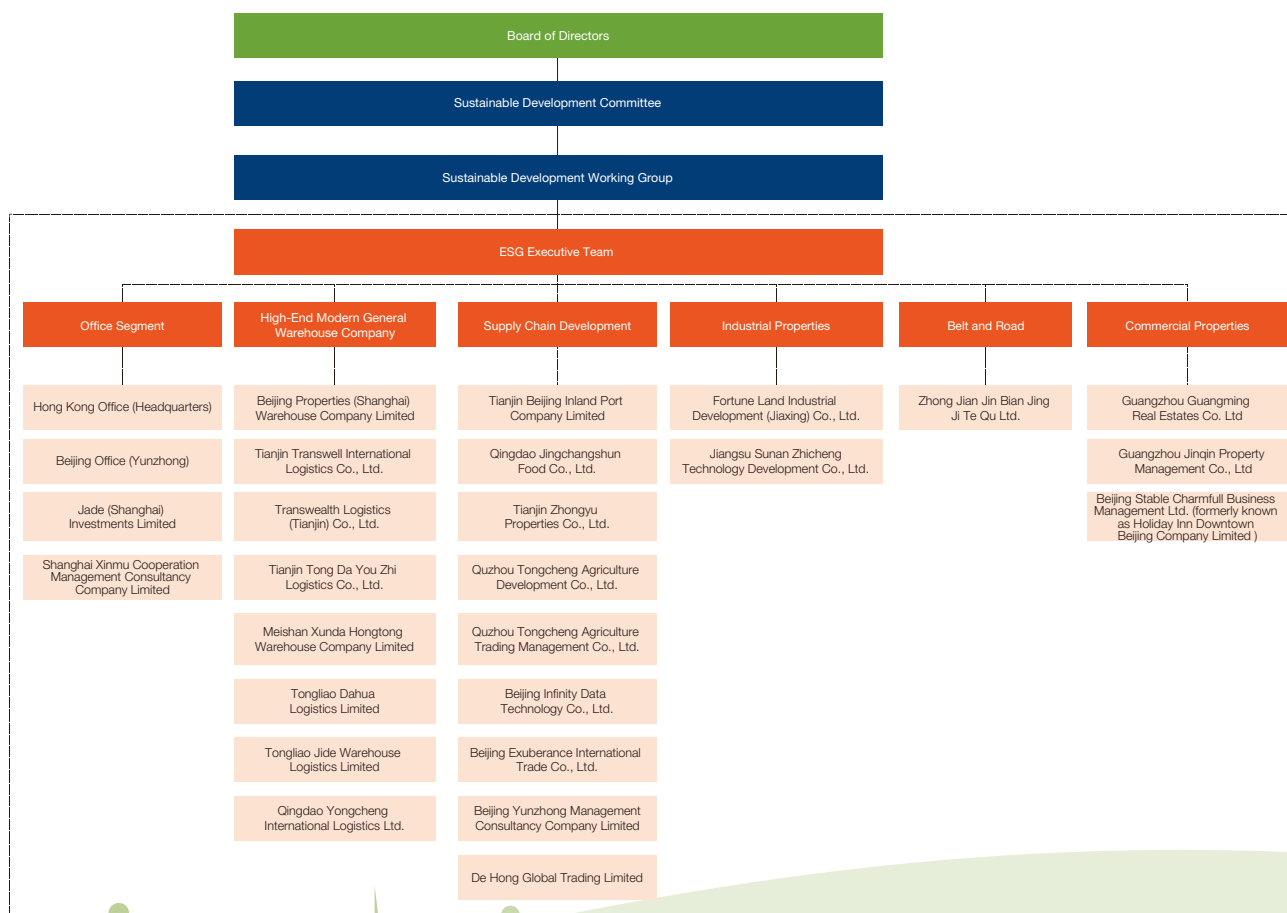 Board of Directors
Sustainable Development Committee
Sustainable Development Working Group
ESG Executive Team
Office Segment
Hong Kong Office (Headquarters)
Beijing Office (Yunzhong)
Jade (Shanghai)
Investments Limited
Shanghai Xinmu Cooperation
Management Consultancy
Company Limited
High-End Modern General
Warehouse Company
Beijing Properties (Shanghai)
Warehouse Company Limited
Tianjin Transwell International
Logistics Co., Ltd.
Transwealth Logistics
(Tianjin) Co., Ltd.
Tianjin Tong Da You Zhi
Logistics Co., Ltd.
Meishan Xunda Hongtong
Warehouse Company Limited
Tongliao Dahua
Logistics Limited
Tongliao Jide Warehouse
Logistics Limited
Qingdao Yongcheng
International Logistics Ltd.
Supply Chain Development
Tianjin Beijing Inland Port
Company Limited
Qingdao Jingchangshun
Food Co., Ltd.
Tianjin Zhongyu
Properties Co., Ltd.
Quzhou Tongcheng Agriculture
Development Co., Ltd.
Quzhou Tongcheng Agriculture
Trading Management Co., Ltd.
Beijing Infinity Data
Technology Co., Ltd.
Beijing Exuberance International
Trade Co., Ltd.
Beijing Yunzhong Management
Consultancy Company Limited
De Hong Global Trading Limited
Industrial Properties
Fortune Land Industrial
Development (Jiaxing) Co., Ltd.
Jiangsu Sunan Zhicheng
Technology Development Co., Ltd.
Belt and Road
Zhong Jian Jin Bian Jing
Ji Te Qu Ltd.
Commercial Properties
Guangzhou Guangming
Real Estates Co. Ltd
Guangzhou Jinqin Property
Management Co., Ltd
Beijing Stable Charmfull Business
Management Ltd. (formerly known
as Holiday Inn Downtown
Beijing Company Limited )